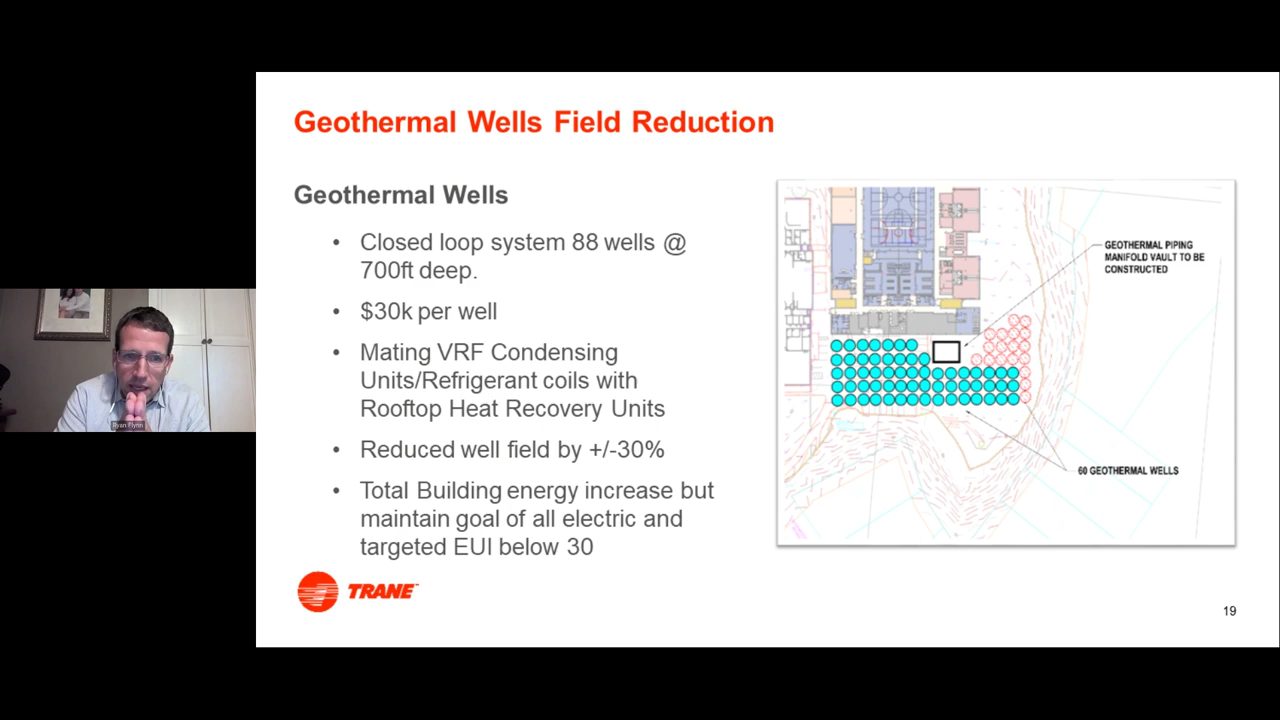 Geothermal Wells Field Reduction
Geothermal Wells
• Closed loop system 88 wells @
700ft deep.
• $30k per well
• Mating VRF Condensing
Units/Refrigerant coils with
Rooftop Heat Recovery Units
• Reduced well field by +/-30%
• Total Building energy increase but
maintain goal of all electric and
targeted EUI below 30
GEOTHERMAL PIPING
MANIFOLD VAULT TO BE
CONSTRUCTED
60 GEOTHERMAL WELLS
Ryan Flynn
TRANE
19